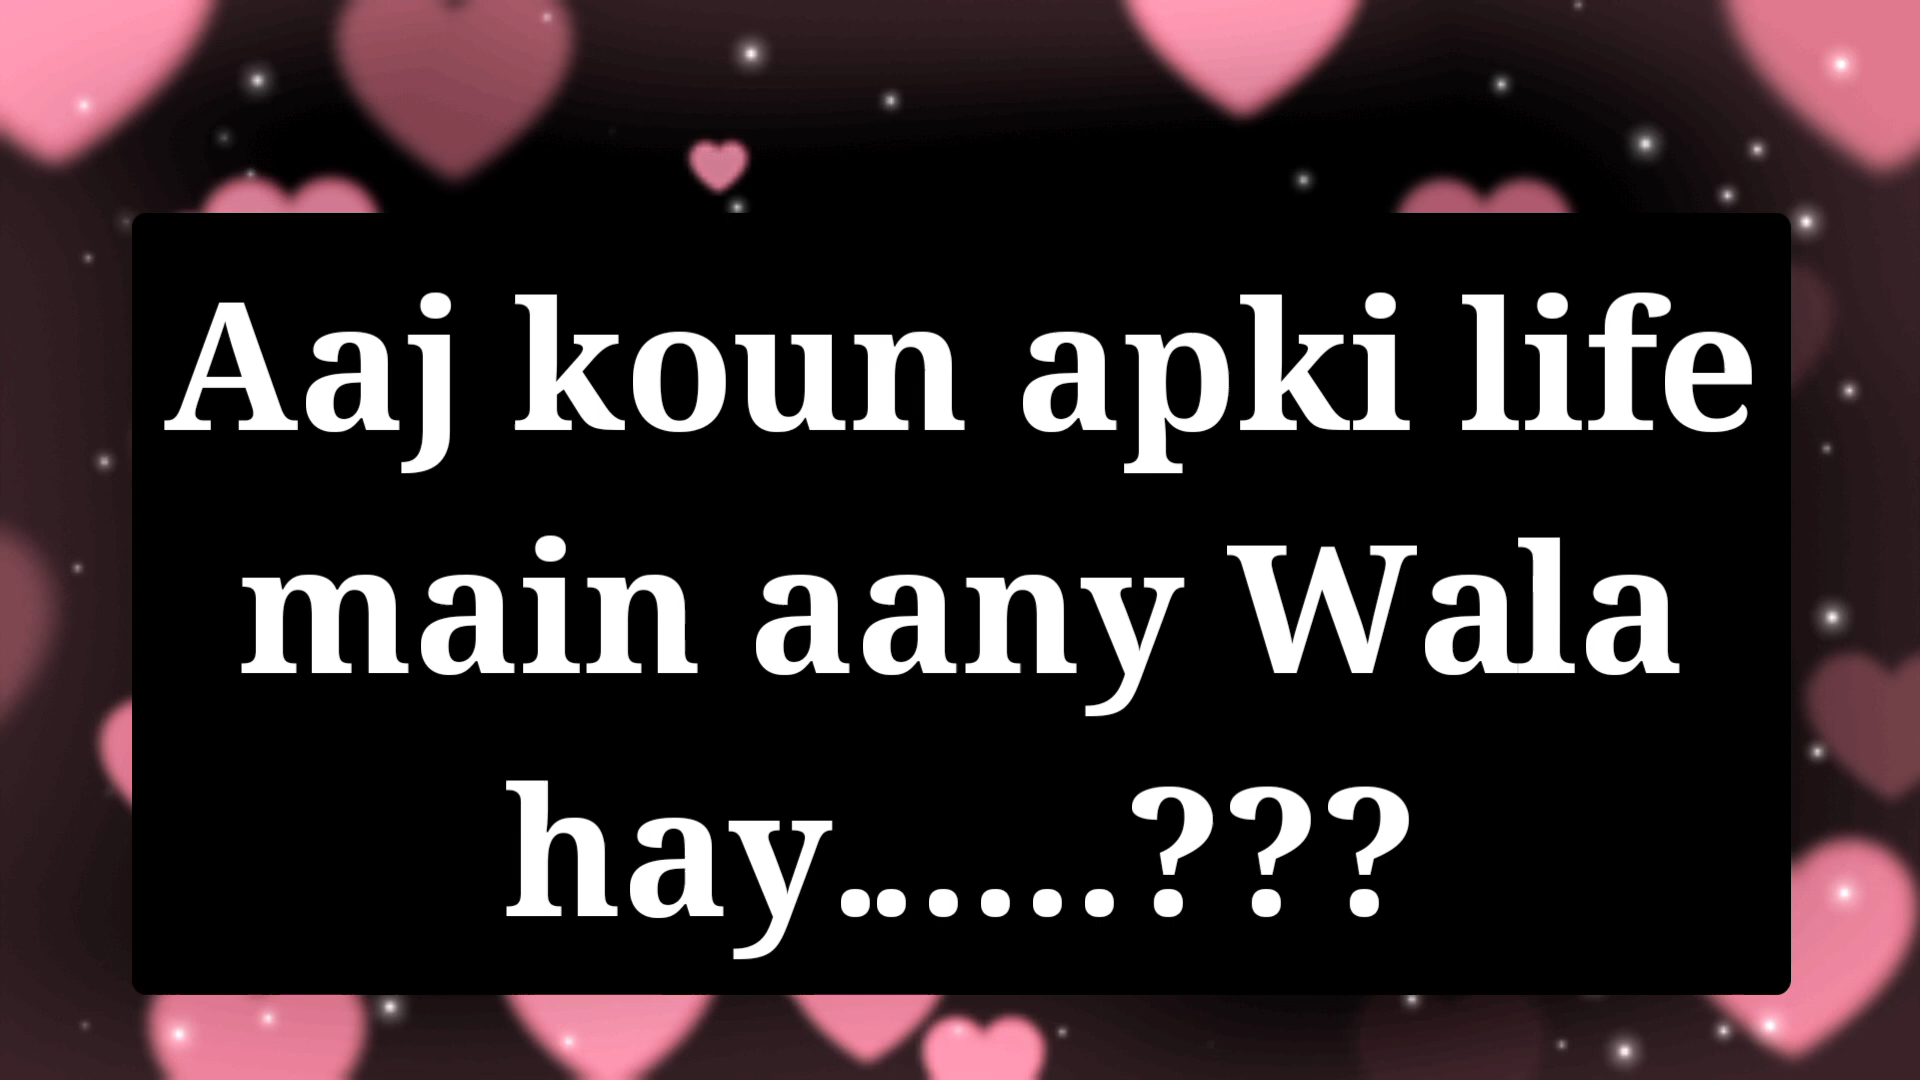 Aaj koun apki life
main aany Wala
hay.......???